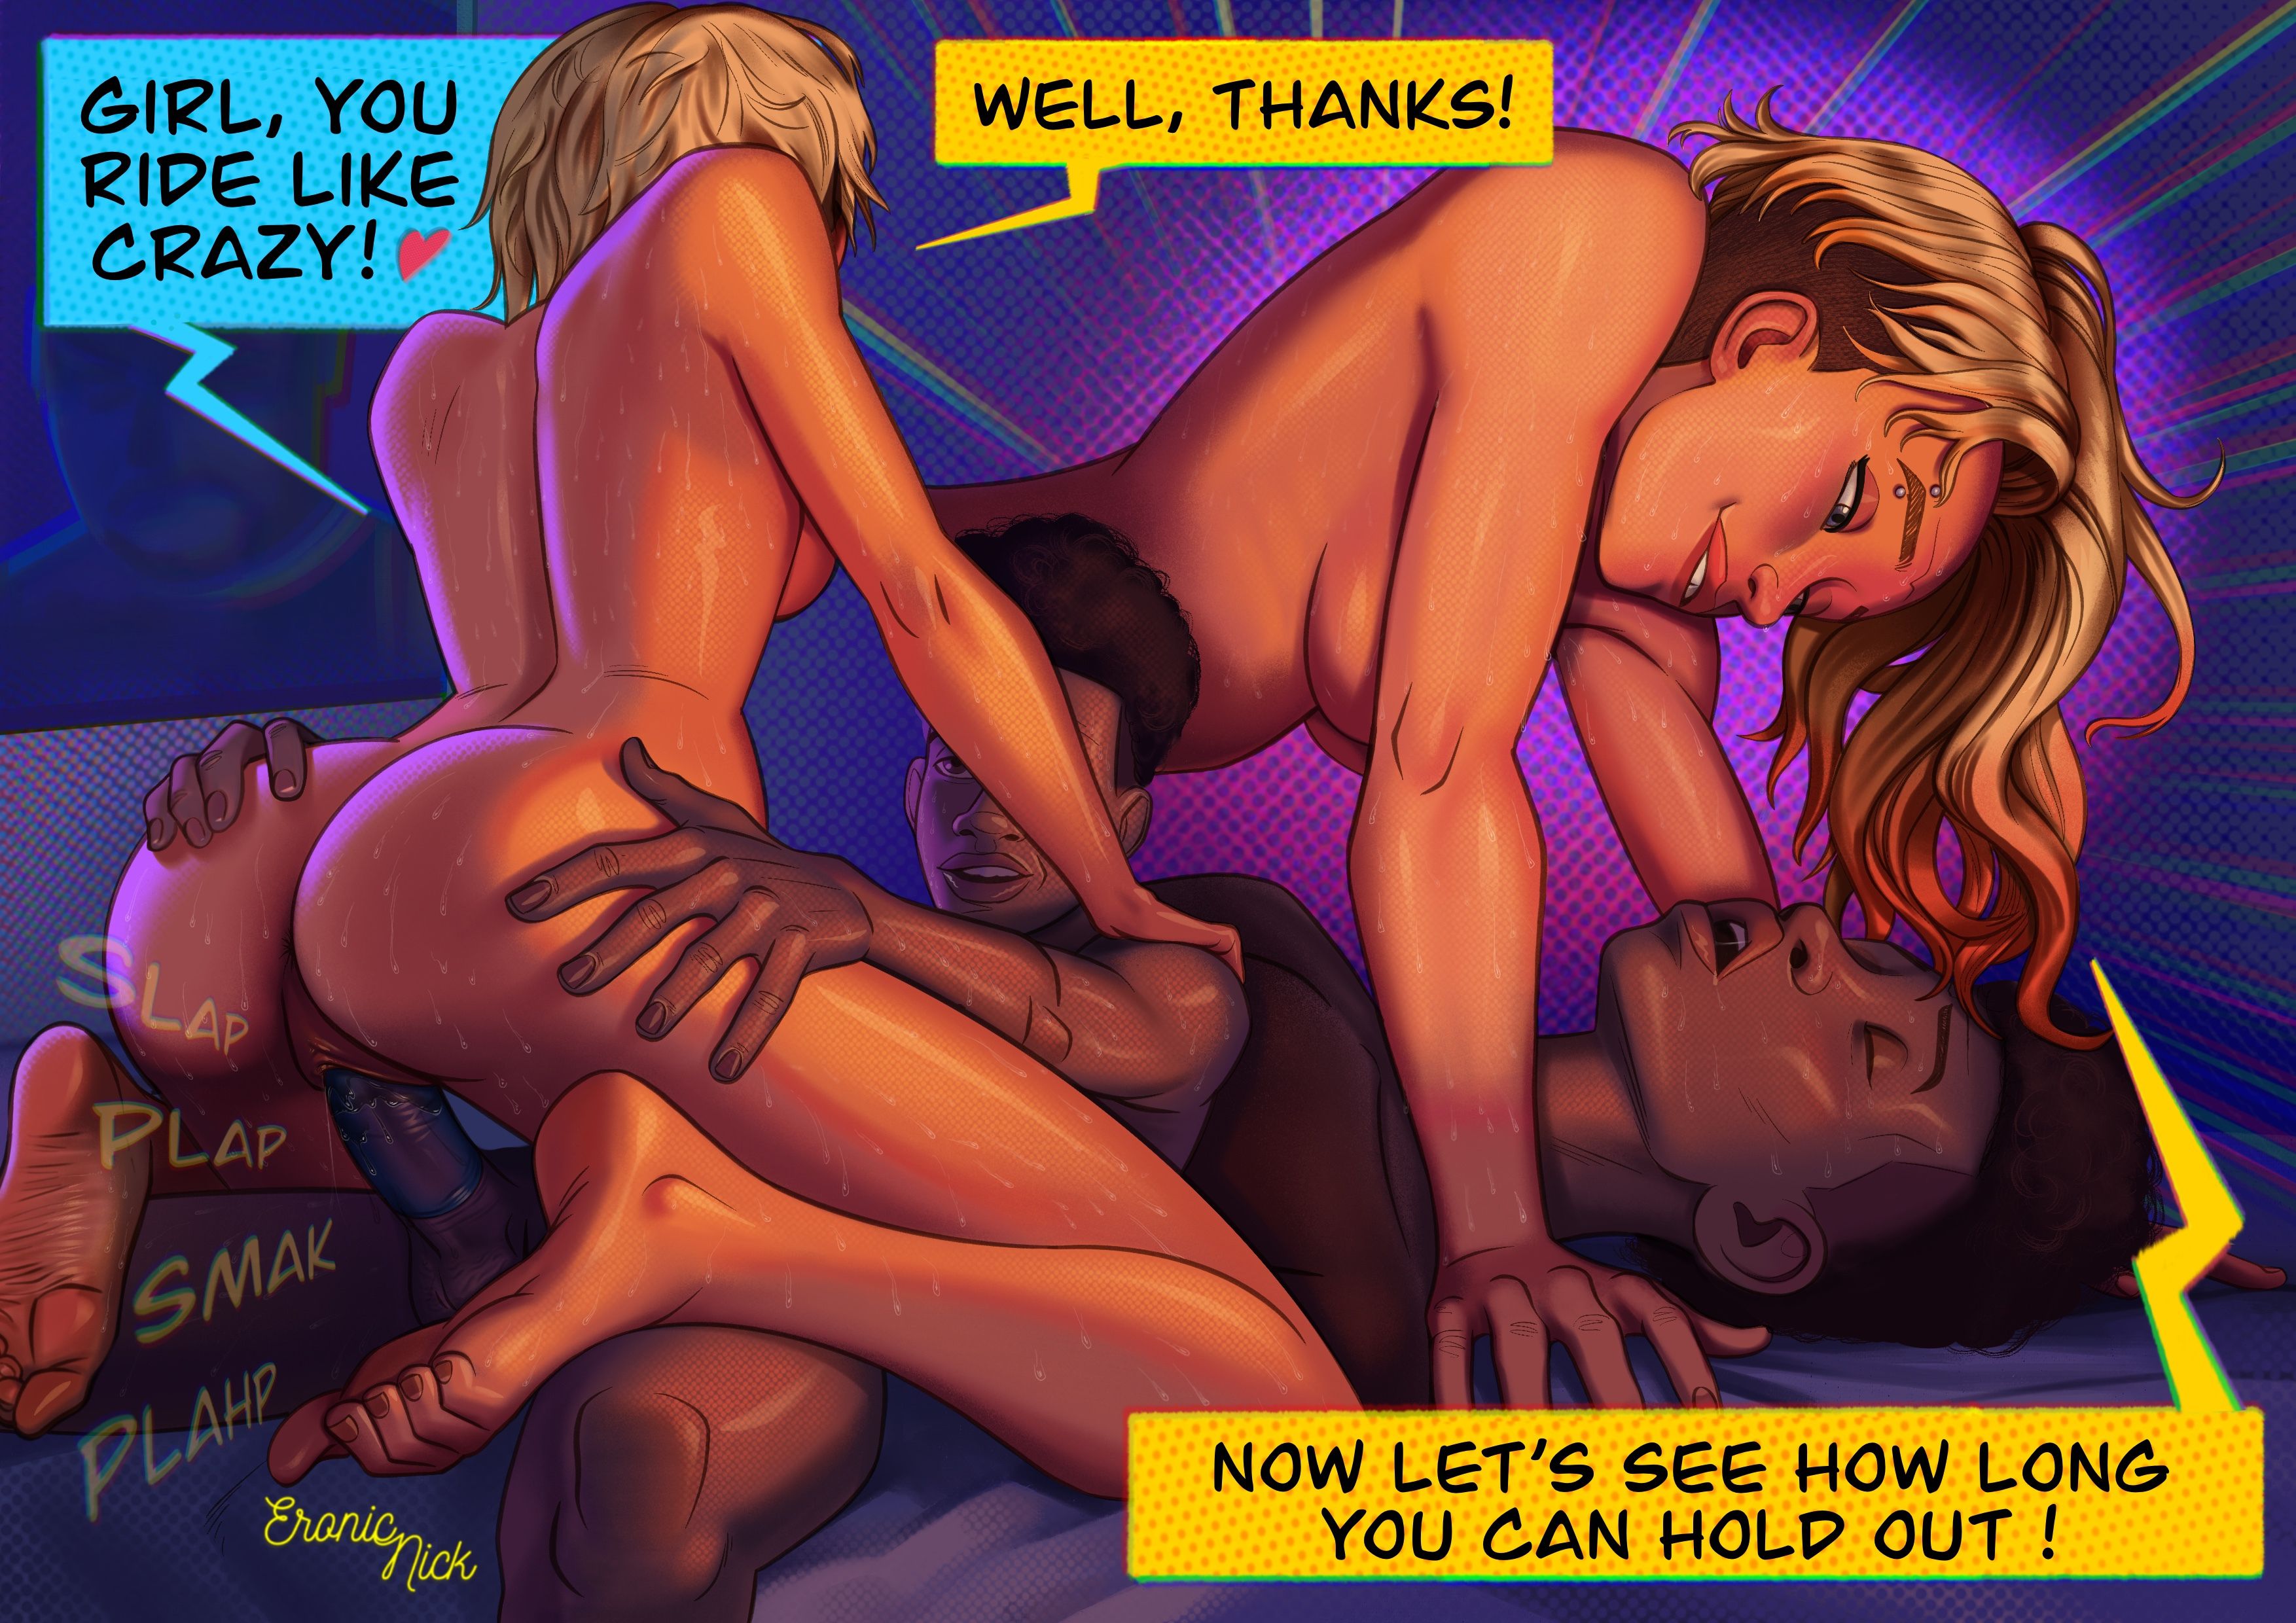 GIRL, YOU
RIDE LIKE
CRAZY!
WELL, THANKS!
SLAP
PLAP
SMAK
PLAHP
Eronic
Nick
NOW LET'S SEE HOW LONG
YOU CAN HOLD OUT !